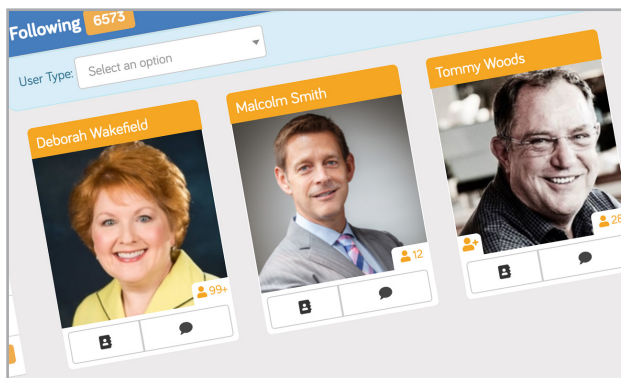 Following 6573
User Type: Select an option
Deborah Wakefield
Malcolm Smith
Tommy Woods
99+
12